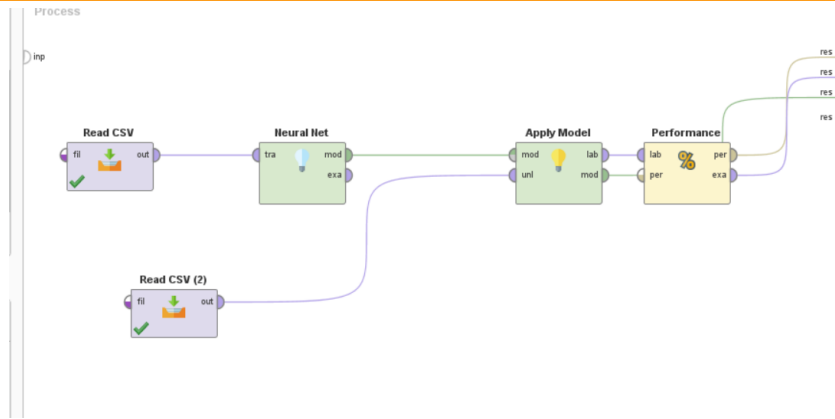 Process
inp
res
res
res
res
Read CSV
fil out
Neural Net
tra mod
exa
Apply Model
mod lab
unl mod
Performance
lab per
per exa
Read CSV (2)
fil out